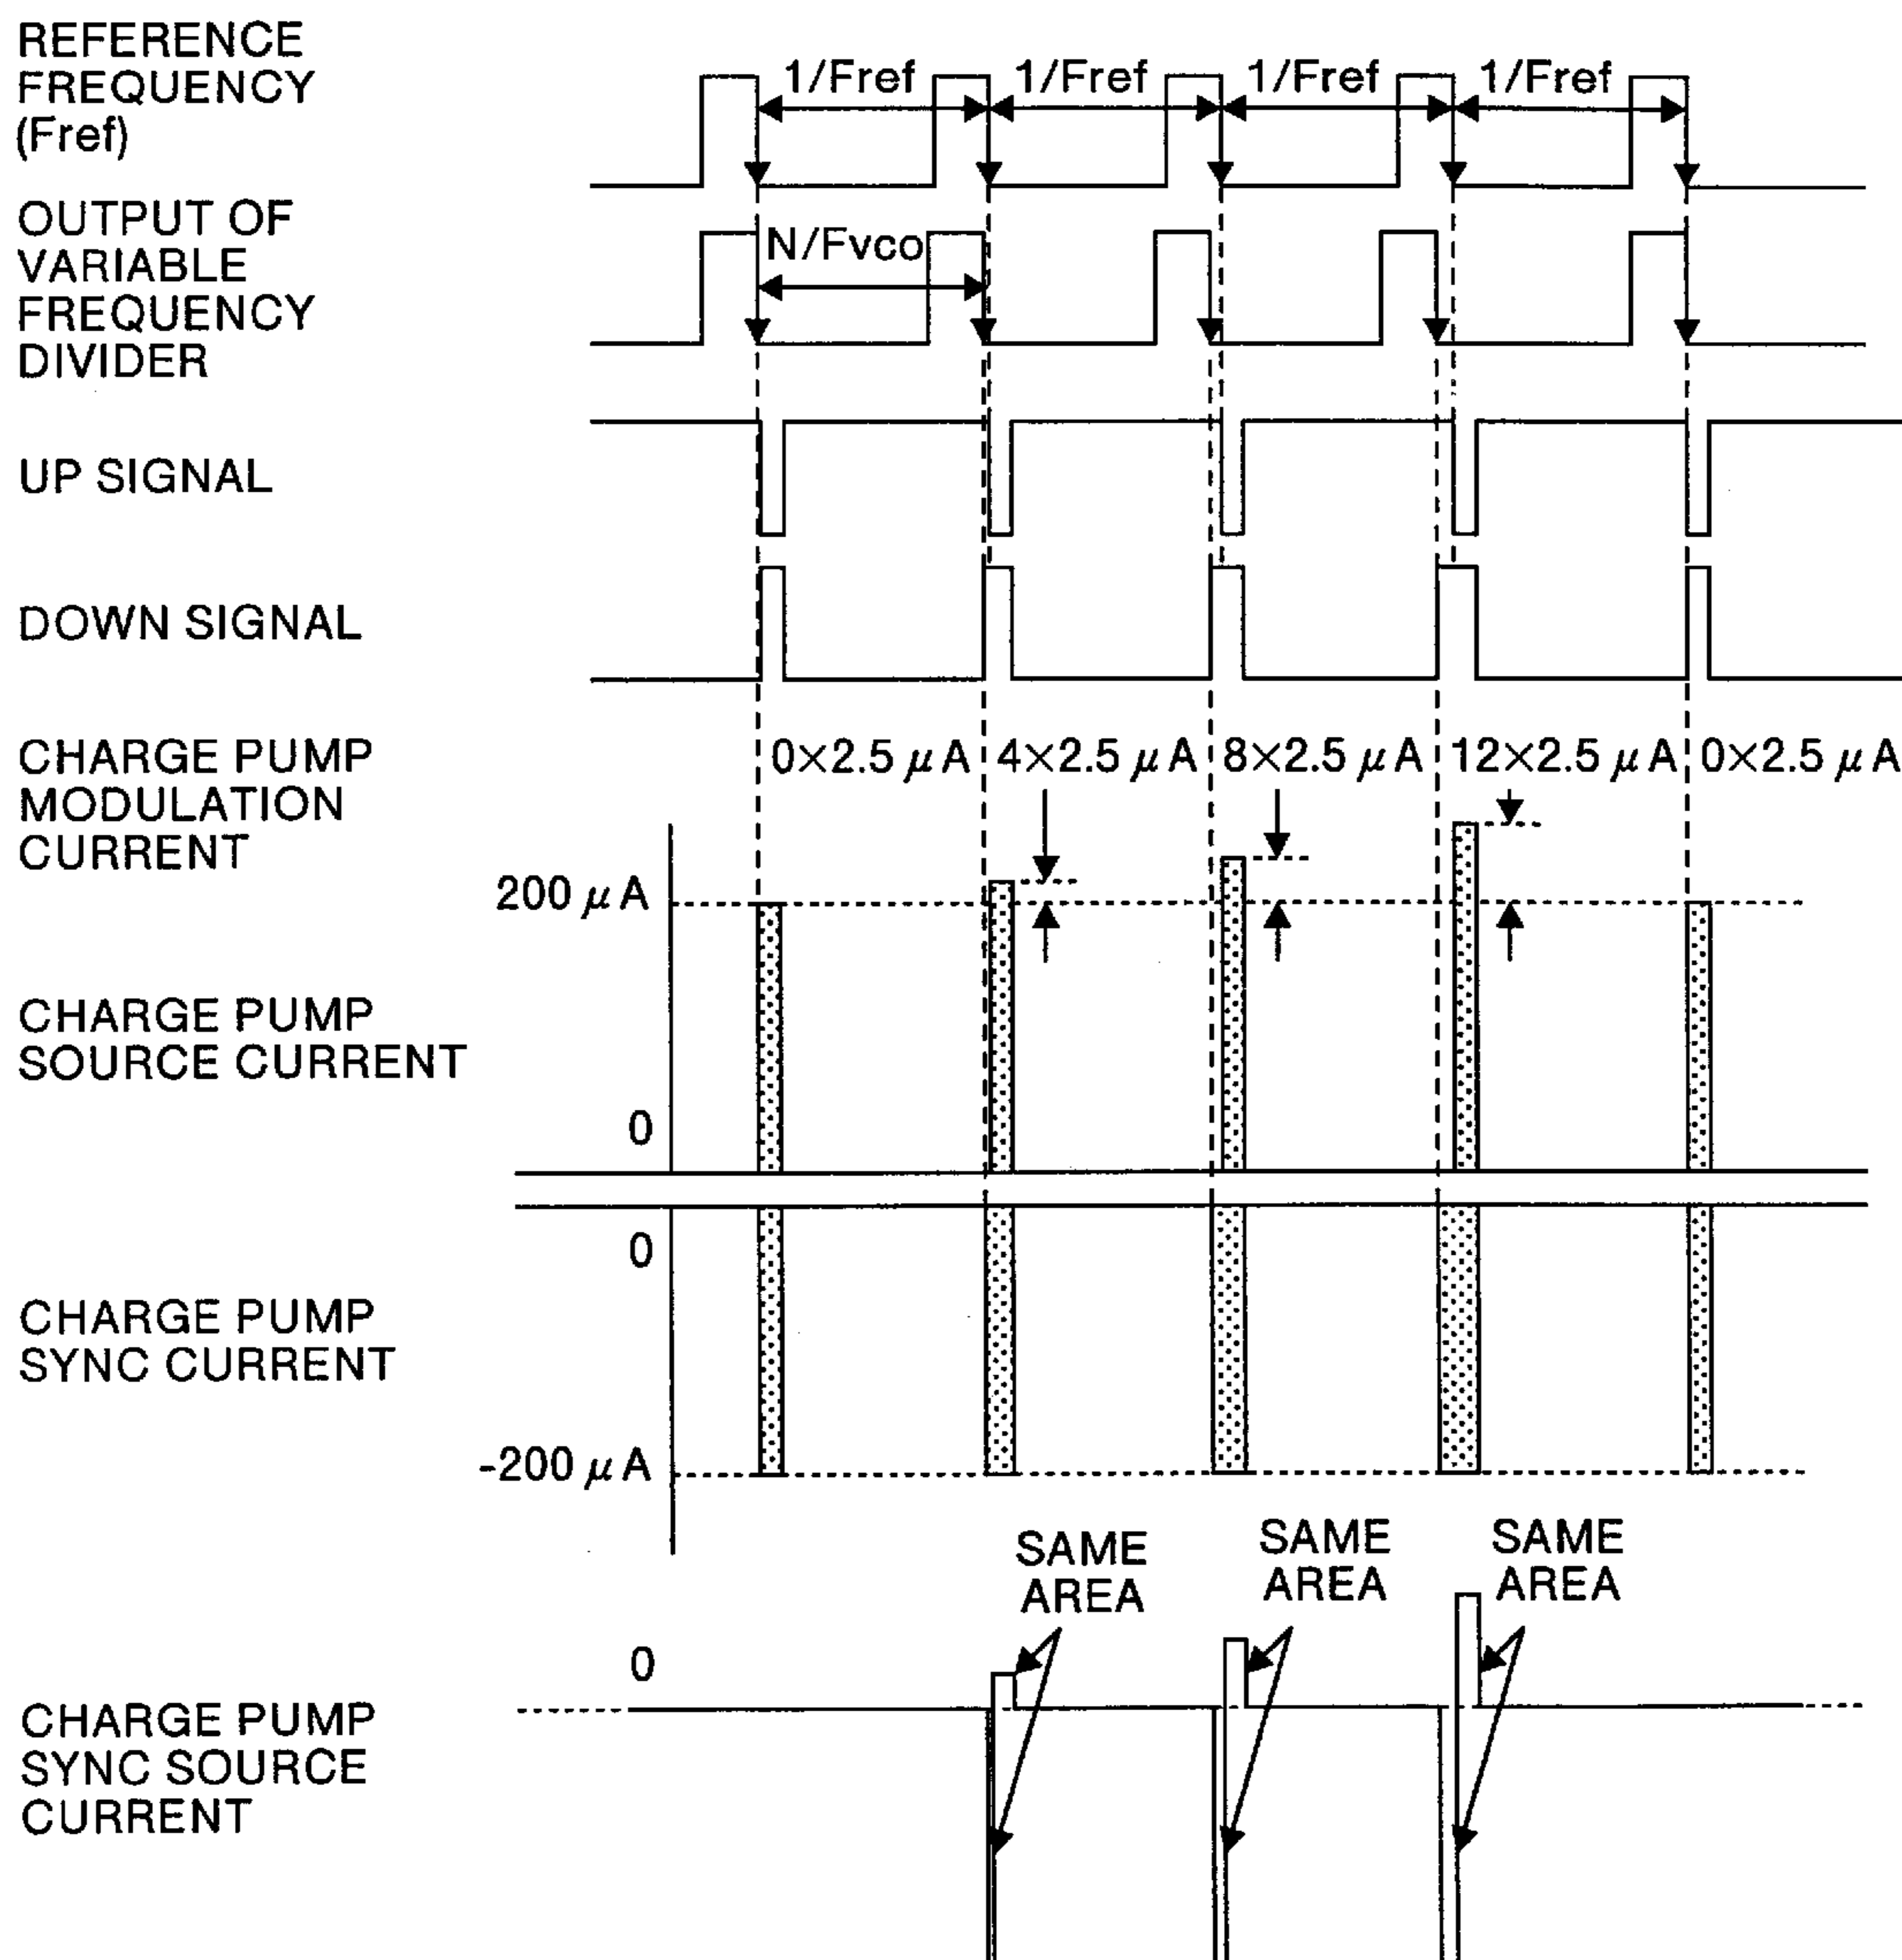 REFERENCE
FREQUENCY
(Fref)
1/Fref
1/Fref
1/Fref
1/Fref
OUTPUT OF
VARIABLE
FREQUENCY
DIVIDER
N/Fvco
UP SIGNAL
DOWN SIGNAL
CHARGE PUMP
MODULATION
CURRENT
0×2.5 μA
4×2.5 μA
8×2.5 μA
12×2.5 μA
0×2.5 μA
200 μA
CHARGE PUMP
SOURCE CURRENT
0
0
CHARGE PUMP
SYNC CURRENT
-200 μA
SAME
AREA
SAME
AREA
SAME
AREA
0
CHARGE PUMP
SYNC SOURCE
CURRENT